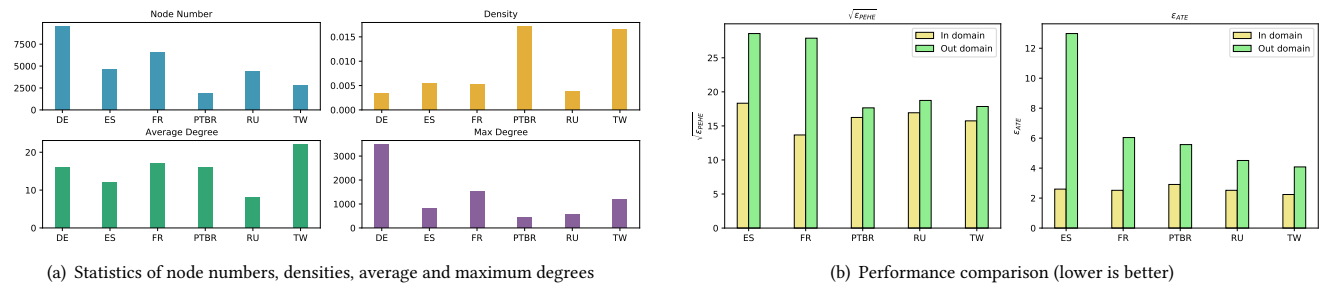 Node Number
7500
5000
2500
0
DE ES FR PTBR RU TW
Density
0.015
0.010
0.005
0.000
DE ES FR PTBR RU TW
Average Degree
20
10
0
DE ES FR PTBR RU TW
Max Degree
3000
2000
1000
0
DE ES FR PTBR RU TW
(a) Statistics of node numbers, densities, average and maximum degrees
√ε_PEHE
√ε_PEHE
25
20
15
10
5
0
In domain
Out domain
ES FR PTBR RU TW
ε_ATE
ε_ATE
12
10
8
6
4
2
0
In domain
Out domain
ES FR PTBR RU TW
(b) Performance comparison (lower is better)